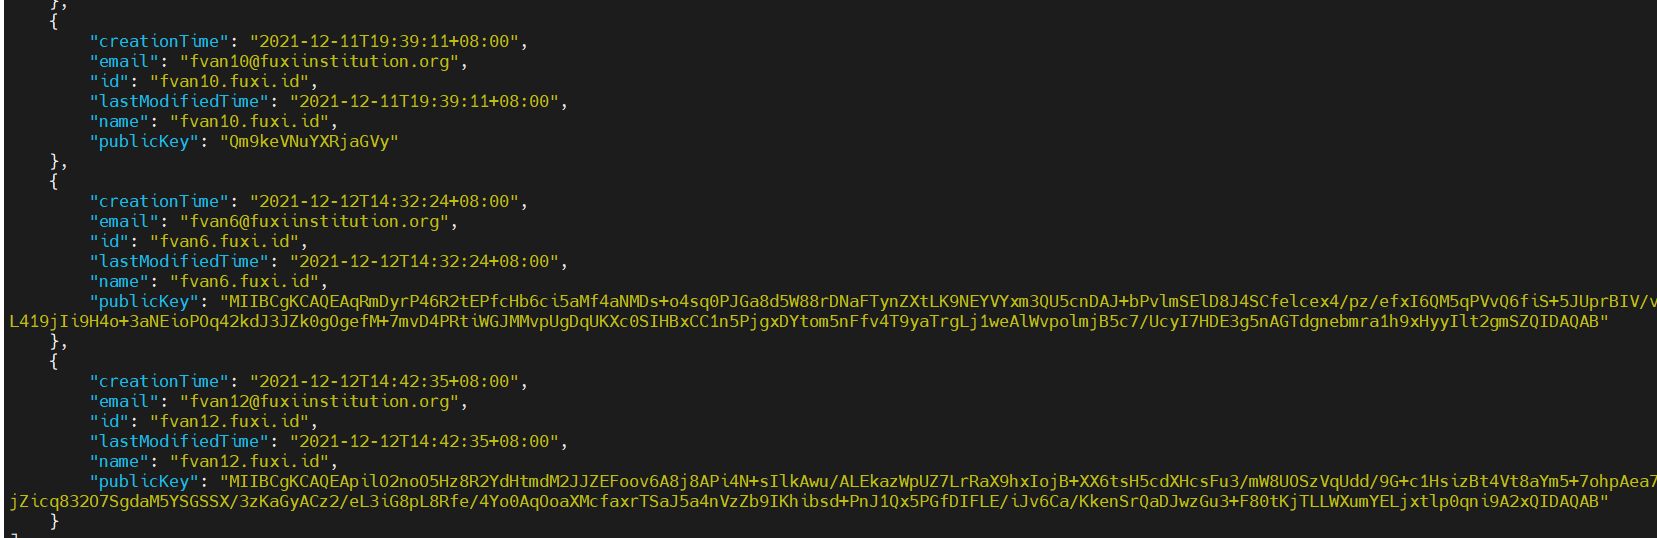 },
{
"creationTime": "2021-12-11T19:39:11+08:00",
"email": "fvan10@fuxiinstitution.org",
"id": "fvan10.fuxi.id",
"lastModifiedTime": "2021-12-11T19:39:11+08:00",
"name": "fvan10.fuxi.id",
"publicKey": "Qm9keVNuYXRjaGVy"
},
{
"creationTime": "2021-12-12T14:32:24+08:00",
"email": "fvan6@fuxiinstitution.org",
"id": "fvan6.fuxi.id",
"lastModifiedTime": "2021-12-12T14:32:24+08:00",
"name": "fvan6.fuxi.id",
"publicKey": "MIIBCgKCAQEAqRmDyrP46R2tEPfcHb6ci5aMf4aNMDs+o4sq0PJGa8d5W88rDNaFTynZXtLK9NEYVYxm3QU5cnDAJ+bPvlmSElD8J4SCfelcex4/pz/efxI6QM5qPVvQ6fiS+5JUprBIV/v
L419jIi9H4o+3aNEioPOq42kdJ3JZk0gOgefM+7mvD4PRtiWGJMMvpUgDqUKXc0SIHBxCC1n5PjgxDYtom5nFfv4T9yaTrgLj1weAlWvpolmjB5c7/UcyI7HDE3g5nAGTdgnebmra1h9xHyyIlt2gmSZQIDAQAB"
},
{
"creationTime": "2021-12-12T14:42:35+08:00",
"email": "fvan12@fuxiinstitution.org",
"id": "fvan12.fuxi.id",
"lastModifiedTime": "2021-12-12T14:42:35+08:00",
"name": "fvan12.fuxi.id",
"publicKey": "MIIBCgKCAQEApilO2noO5Hz8R2YdHtmdM2JJZEFoov6A8j8APi4N+sIlkAwu/ALEkazWpUZ7LrRaX9hxIojB+XX6tsH5cdXHcsFu3/mW8UOSzVqUdd/9G+c1HsizBt4Vt8aYm5+7ohpAea7
jZicq832O7SgdaM5YSGSSX/3zKaGyACz2/eL3iG8pL8Rfe/4Yo0AqOoaXMcfaxrTSaJ5a4nVzZb9IKhibsd+PnJ1Qx5PGfDIFLE/iJv6Ca/KkenSrQaDJwzGu3+F80tKjTLLWXumYELjxtlp0qni9A2xQIDAQAB"
}